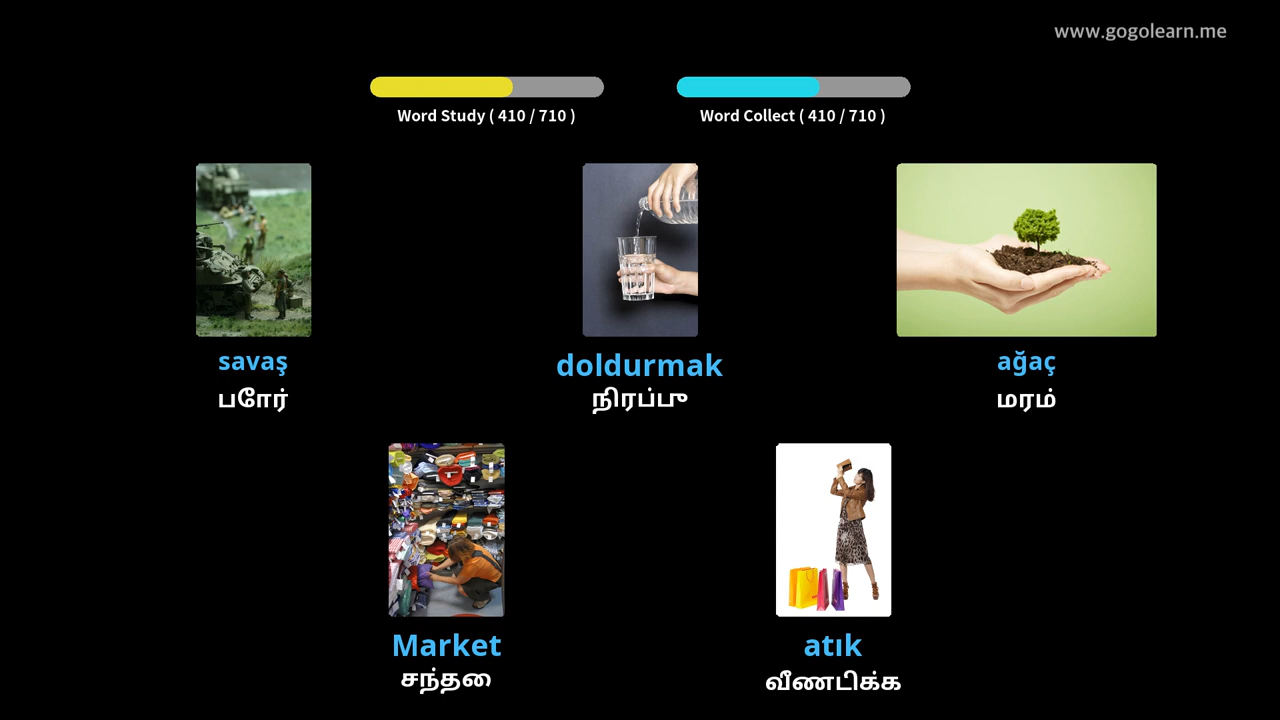 www.gogolearn.me
Word Study ( 410 / 710 )
Word Collect ( 410 / 710 )
savaş
போர்
doldurmak
நிரப்பு
ağaç
மரம்
Market
சந்தை
atık
வீணடிக்க